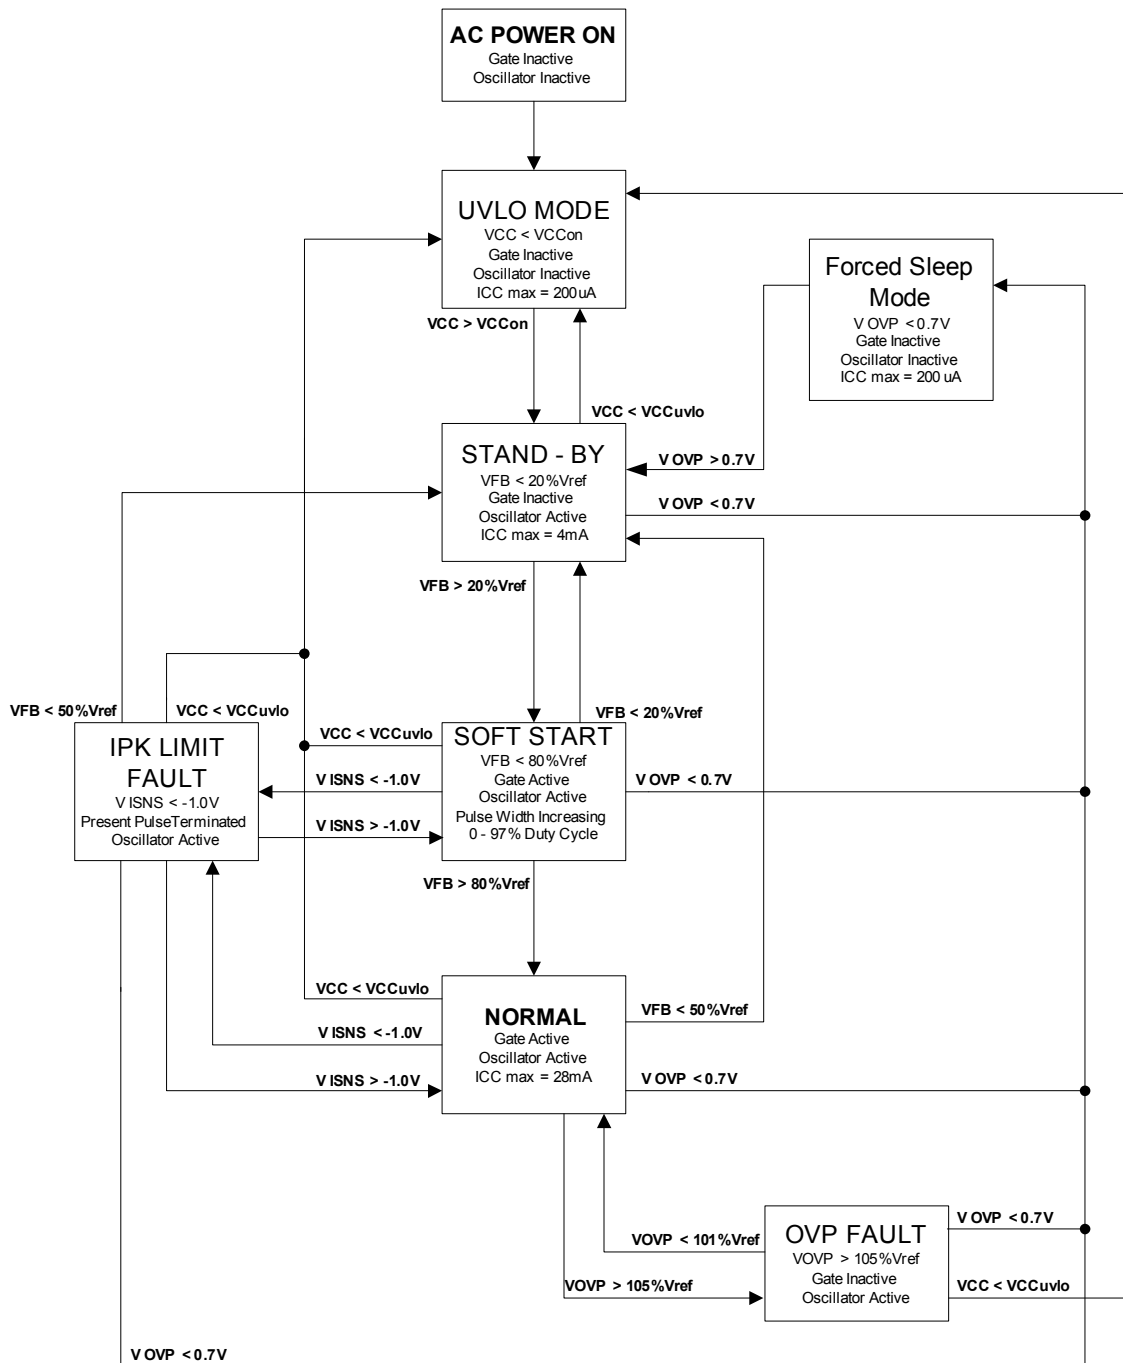 AC POWER ON
Gate Inactive
Oscillator Inactive
UVLO MODE
VCC < VCCon
Gate Inactive
Oscillator Inactive
ICC max = 200uA
Forced Sleep
Mode
V OVP < 0.7V
Gate Inactive
Oscillator Inactive
ICC max = 200 uA
VCC > VCCon
VCC < VCCuvlo
STAND - BY
VFB < 20%Vref
Gate Inactive
Oscillator Active
ICC max = 4mA
V OVP > 0.7V
V OVP < 0.7V
VFB > 20%Vref
VFB < 20%Vref
VFB < 50%Vref
VCC < VCCuvlo
IPK LIMIT
FAULT
V ISNS < -1.0V
Present PulseTerminated
Oscillator Active
VCC < VCCuvlo
V ISNS < -1.0V
V ISNS > -1.0V
SOFT START
VFB < 80%Vref
Gate Active
Oscillator Active
Pulse Width Increasing
0 - 97% Duty Cycle
V OVP < 0.7V
VFB > 80%Vref
VCC < VCCuvlo
V ISNS < -1.0V
V ISNS > -1.0V
NORMAL
Gate Active
Oscillator Active
ICC max = 28mA
VFB < 50%Vref
V OVP < 0.7V
VOVP < 101%Vref
VOVP > 105%Vref
OVP FAULT
VOVP > 105%Vref
Gate Inactive
Oscillator Active
V OVP < 0.7V
VCC < VCCuvlo
V OVP < 0.7V